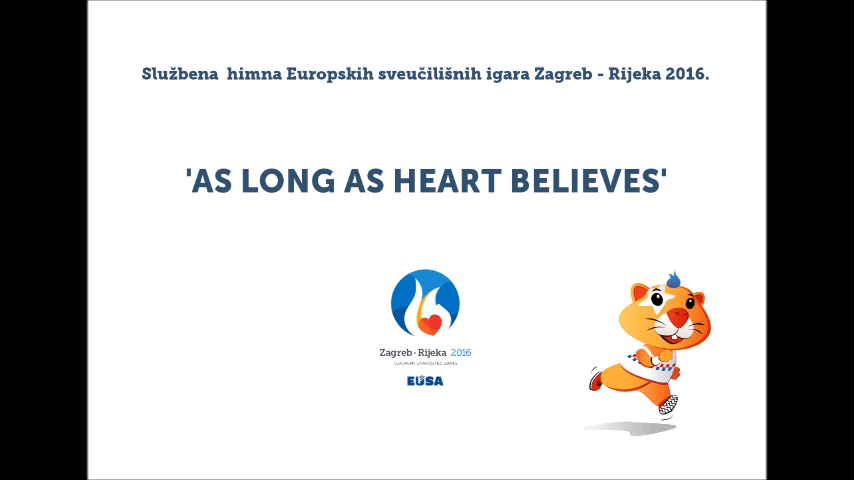 Službena himna Europskih sveučilišnih igara Zagreb - Rijeka 2016.
'AS LONG AS HEART BELIEVES'
Zagreb · Rijeka 2016
EUROPEAN UNIVERSITIES GAMES
EUSA